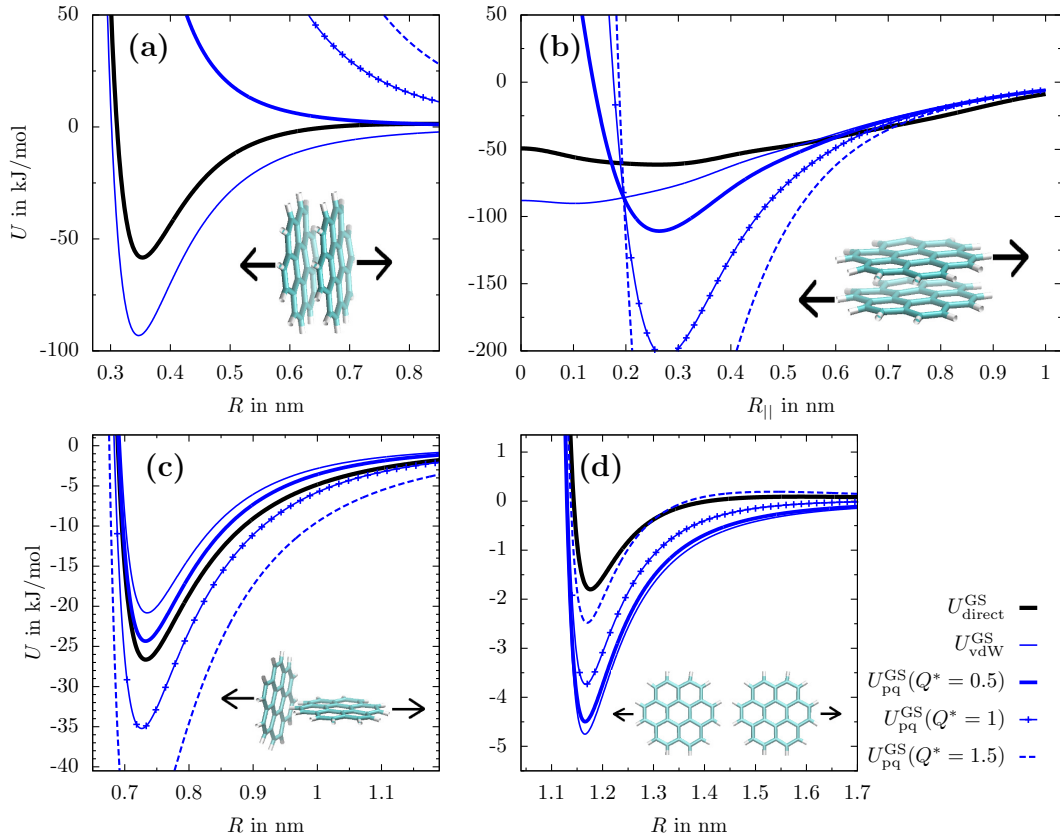 (a)
U in kJ/mol
50
0
-50
-100
0.3 0.4 0.5 0.6 0.7 0.8
R in nm
(b)
50
0
-50
-100
-150
-200
0 0.1 0.2 0.3 0.4 0.5 0.6 0.7 0.8 0.9 1
R|| in nm
(c)
U in kJ/mol
0
-5
-10
-15
-20
-25
-30
-35
-40
0.7 0.8 0.9 1 1.1
R in nm
(d)
1
0
-1
-2
-3
-4
-5
1.1 1.2 1.3 1.4 1.5 1.6 1.7
R in nm
U^GS_direct
U^GS_vdW
U^GS_pq(Q* = 0.5)
U^GS_pq(Q* = 1)
U^GS_pq(Q* = 1.5)